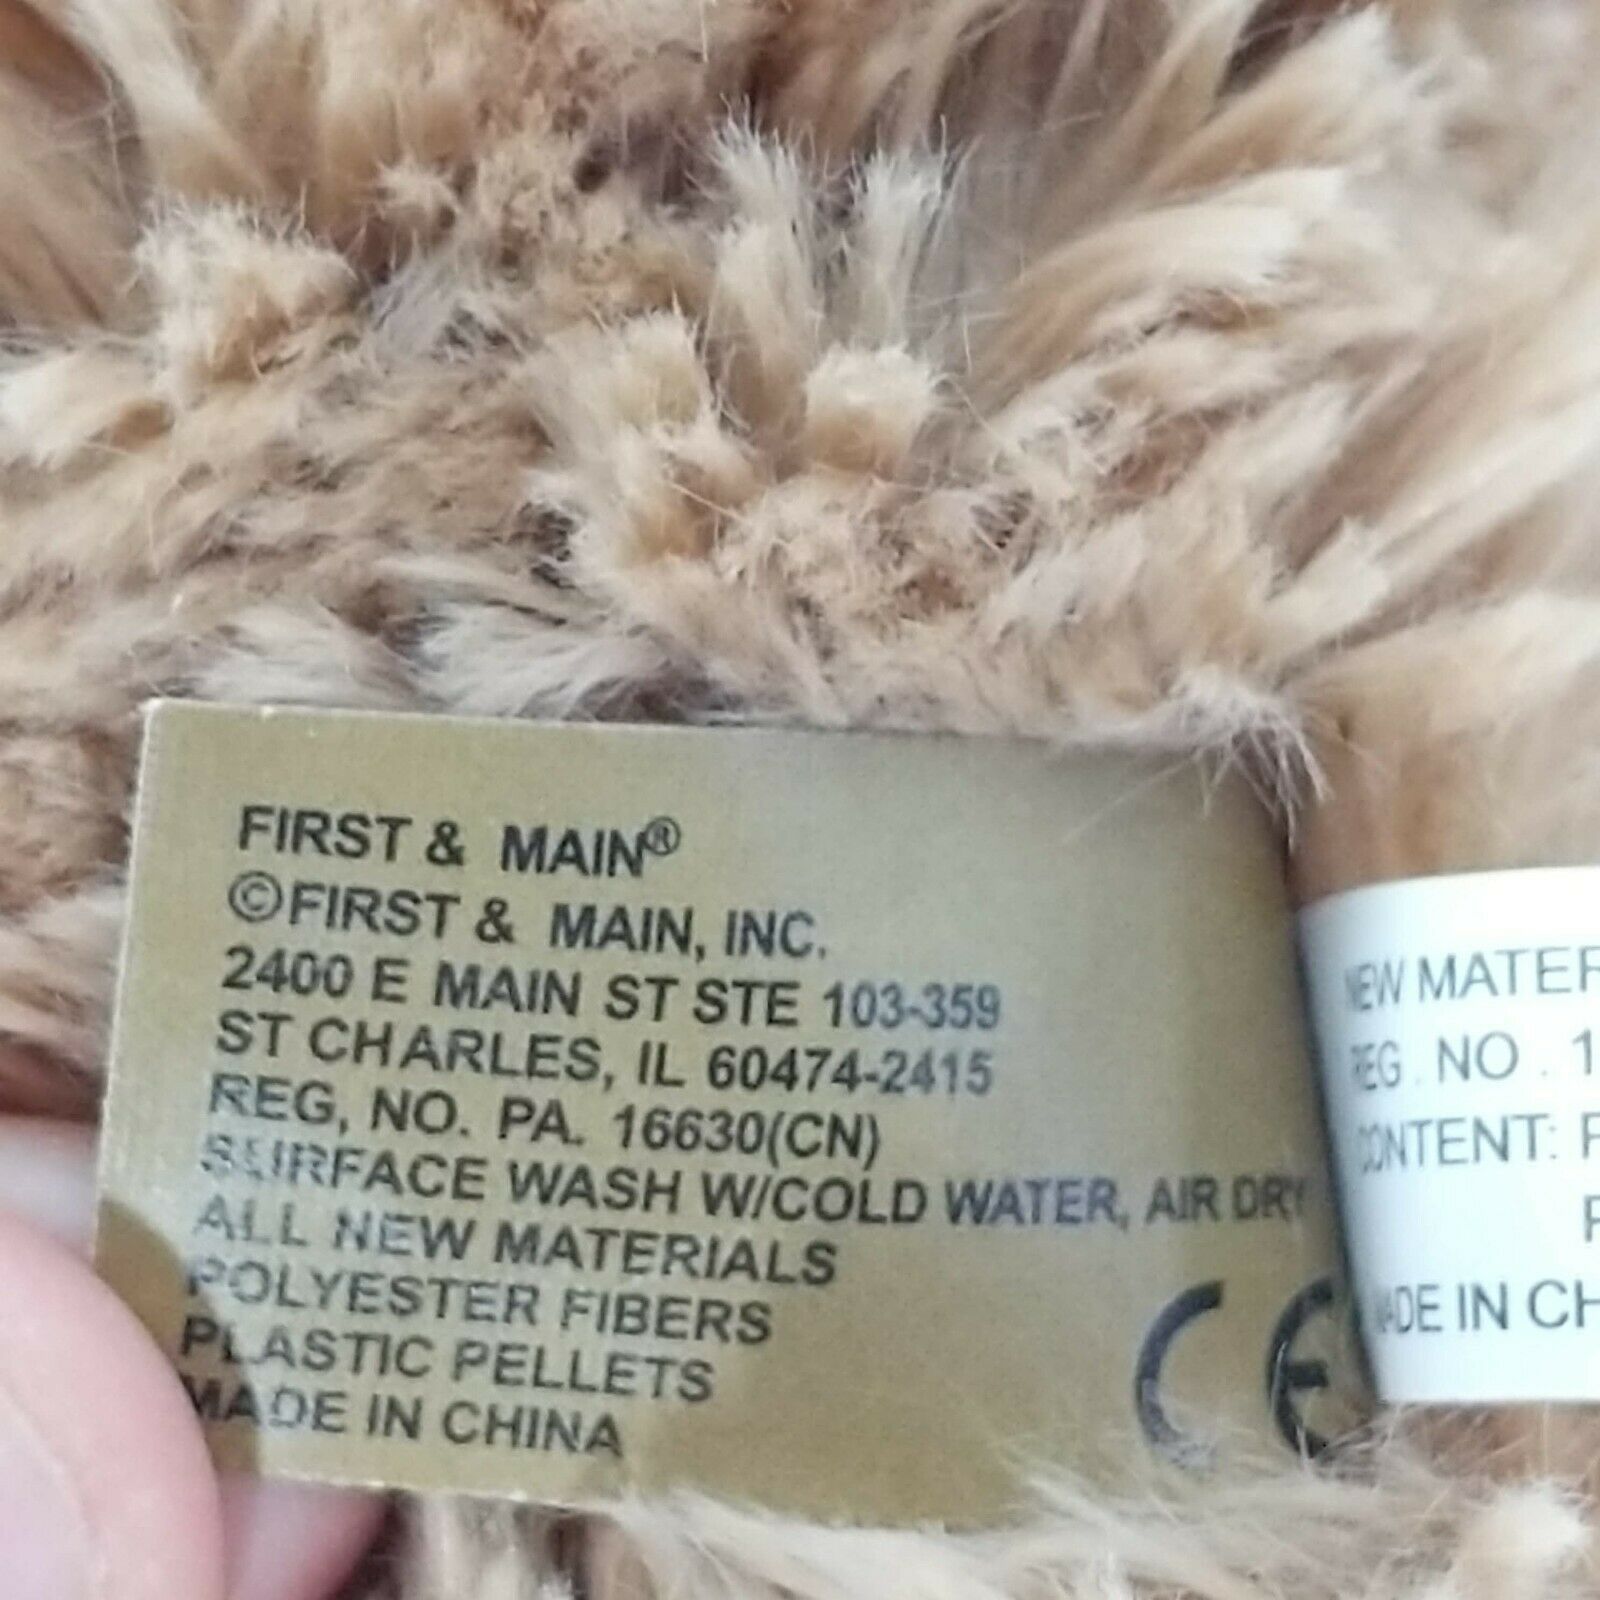 FIRST & MAIN®
©FIRST & MAIN, INC.
2400 E MAIN ST STE 103-359
ST CHARLES, IL 60474-2415
REG, NO. PA. 16630(CN)
SURFACE WASH W/COLD WATER, AIR DRY
ALL NEW MATERIALS
POLYESTER FIBERS
PLASTIC PELLETS
MADE IN CHINA
CE
NEW MATER
REG . NO . 1
CONTENT: P
P
MADE IN CH